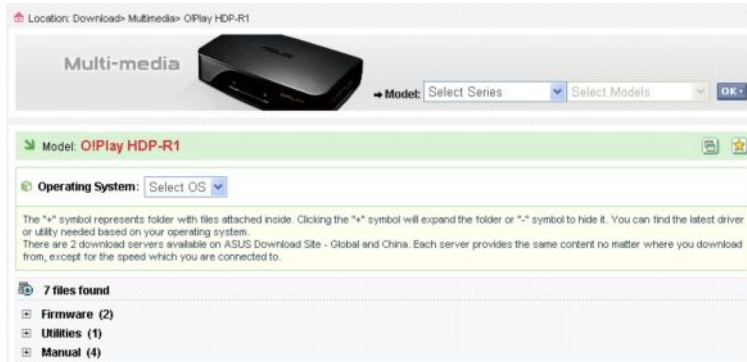 Location: Download> Multimedia> O!Play HDP-R1
Multi-media
ASUS
Model: Select Series Select Models OK
Model: O!Play HDP-R1
Operating System: Select OS
The "+" symbol represents folder with files attached inside. Clicking the "+" symbol will expand the folder or "-" symbol to hide it. You can find the latest driver
or utility needed based on your operating system.
There are 2 download servers available on ASUS Download Site - Global and China. Each server provides the same content no matter where you download
from, except for the speed which you are connected to.
7 files found
Firmware (2)
Utilities (1)
Manual (4)